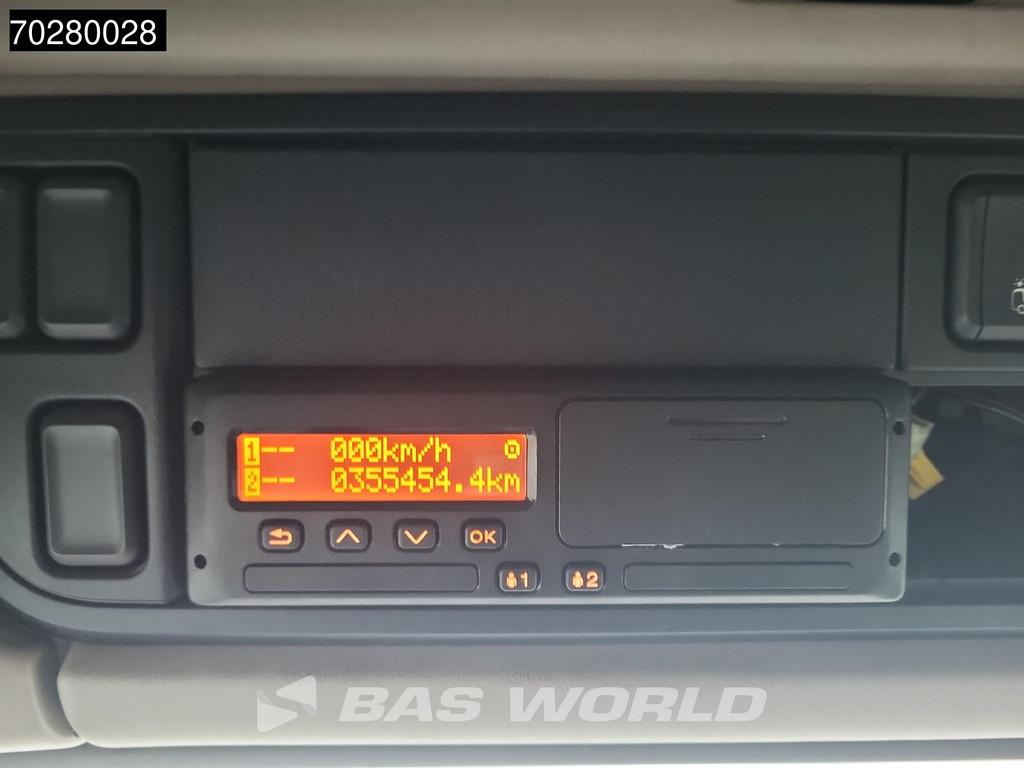 70280028
1-- 000km/h
2-- 0355454.4km
OK
1 2
BAS WORLD